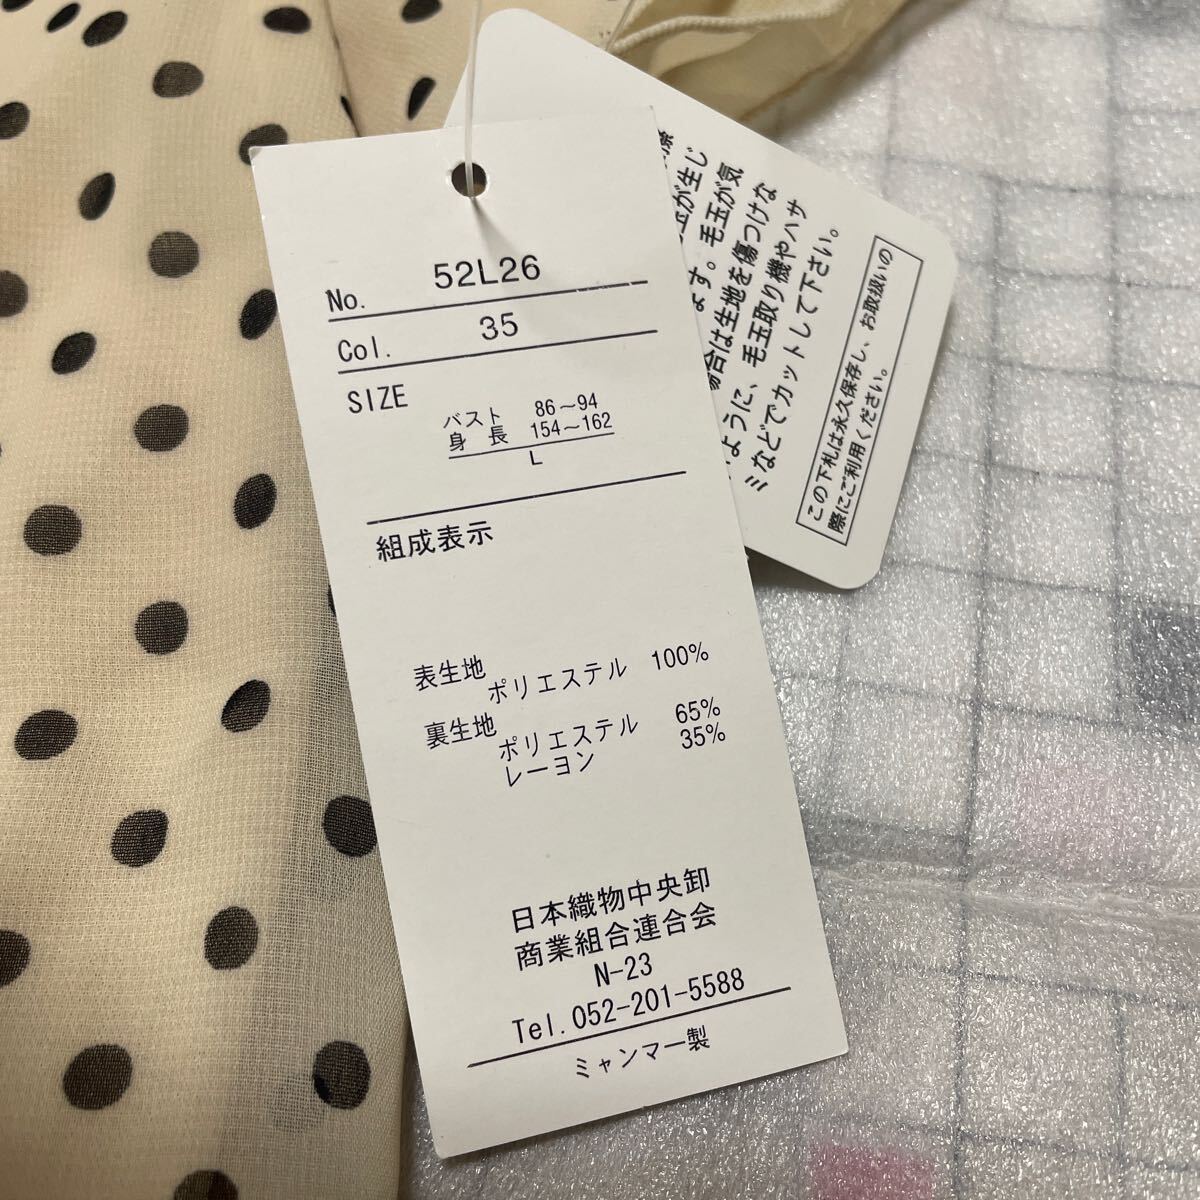 No. 52L26
Col. 35
SIZE
バスト 86～94
身長 154～162
L
組成表示
表生地
ポリエステル 100%
裏生地
ポリエステル 65%
レーヨン 35%
日本織物中央卸
商業組合連合会
N-23
Tel.052-201-5588
ミャンマー製
際
玉が生じ
ます。毛玉が気
場合は生地を傷つけな
ように、毛玉取り機やハサ
ミなどでカットして下さい。
この下札は永久保存し、お取扱いの
際にご利用ください。